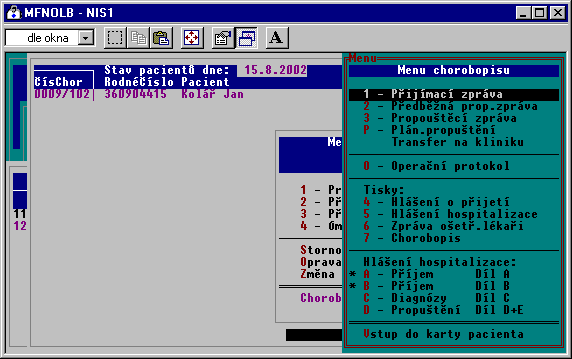 MFNOLB - NIS1
dle okna
A
Stav pacientů dne: 15.8.2002
ČísChor RodnéČíslo Pacient
0009/102 360904415 Kolář Jan
11
12
Me
1 - Př
2 - Př
3 - Př
4 -
Storno
Oprava
Změna
Chorob
Menu
Menu chorobopisu
1 - Přijímací zpráva
2 - Předběžná prop.zpráva
3 - Propouštěcí zpráva
P - Plán.propuštění
Transfer na kliniku
O - Operační protokol
Tisky:
4 - Hlášení o přijetí
5 - Hlášení hospitalizace
6 - Zpráva ošetř.lékaři
7 - Chorobopis
Hlášení hospitalizace:
* A - Příjem Díl A
* B - Příjem Díl B
C - Diagnózy Díl C
D - Propuštění Díl D+E
Vstup do karty pacienta